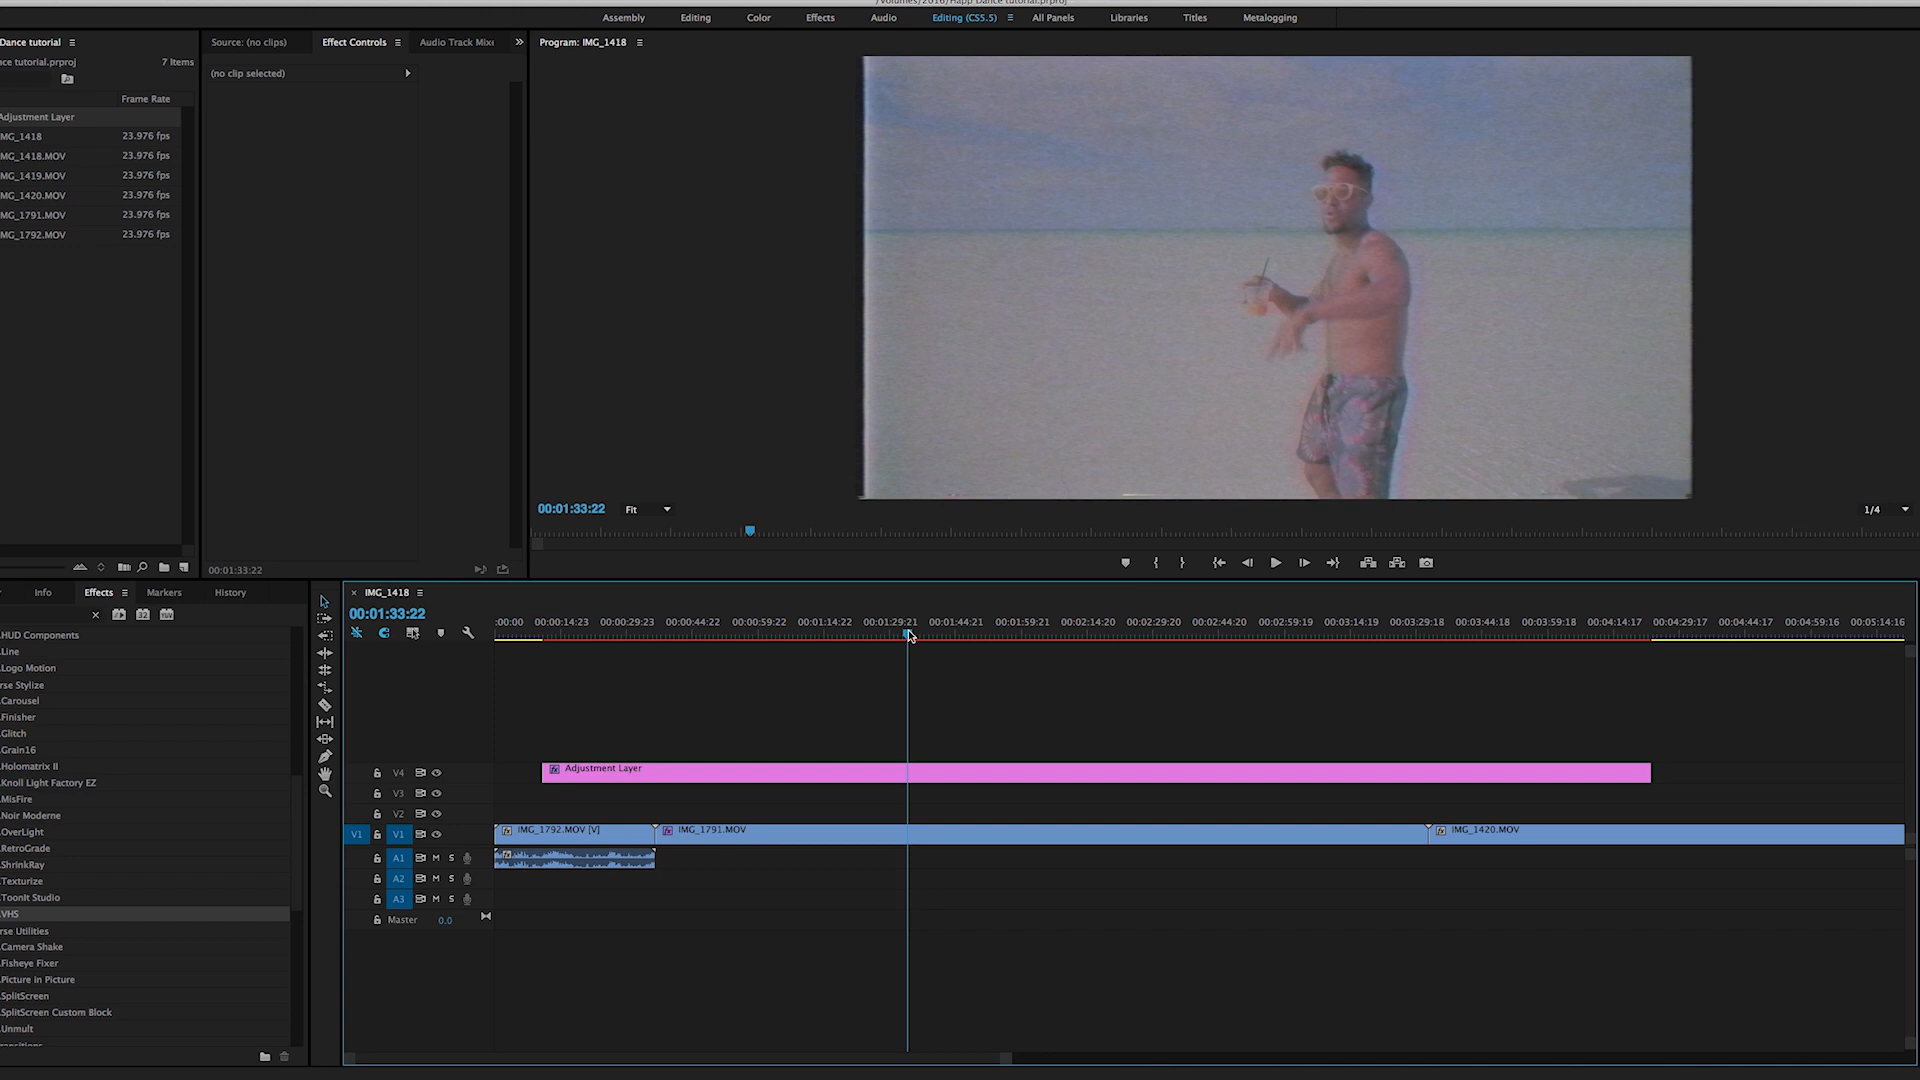 /Volumes/2016/Happ Dance tutorial.prproj
Assembly Editing Color Effects Audio Editing (CS5.5) All Panels Libraries Titles Metalogging
Dance tutorial Source: (no clips) Effect Controls Audio Track Mixe Program: IMG_1418
ce tutorial.prproj 7 Items
(no clip selected)
Frame Rate
Adjustment Layer
MG_1418 23.976 fps
MG_1418.MOV 23.976 fps
MG_1419.MOV 23.976 fps
MG_1420.MOV 23.976 fps
MG_1791.MOV 23.976 fps
MG_1792.MOV 23.976 fps
00:01:33:22 Fit 1/4
00:01:33:22
Info Effects Markers History
IMG_1418
00:01:33:22
:00:00 00:00:14:23 00:00:29:23 00:00:44:22 00:00:59:22 00:01:14:22 00:01:29:21 00:01:44:21 00:01:59:21 00:02:14:20 00:02:29:20 00:02:44:20 00:02:59:19 00:03:14:19 00:03:29:18 00:03:44:18 00:03:59:18 00:04:14:17 00:04:29:17 00:04:44:17 00:04:59:16 00:05:14:16
.HUD Components
.Line
.Logo Motion
rse Stylize
.Carousel
.Finisher
.Glitch
.Grain16
.Holomatrix II
.Knoll Light Factory EZ
.MisFire
.Noir Moderne
.OverLight
.RetroGrade
.ShrinkRay
.Texturize
.ToonIt Studio
.VHS
rse Utilities
.Camera Shake
.Fisheye Fixer
.Picture in Picture
.SplitScreen
.SplitScreen Custom Block
.Unmult
V4 fx Adjustment Layer
V3
V2
V1 V1 fx IMG_1792.MOV [V] fx IMG_1791.MOV fx IMG_1420.MOV
A1 M S fx
A2 M S
A3 M S
Master 0.0